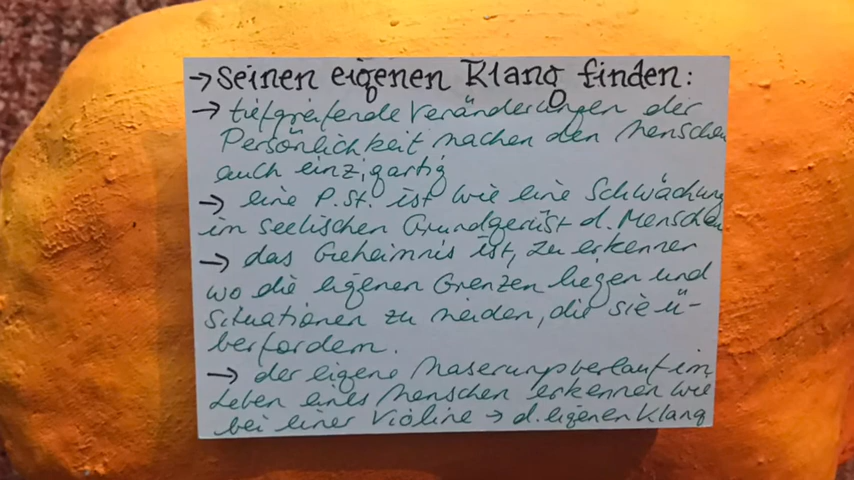 → Seinen eigenen Klang finden:
→ tiefgreifende Veränderungen der
Persönlichkeit machen den Menschen
auch einzigartig
→ eine P.St. ist wie eine Schwächung
im seelischen Grundgerüst d. Menschen.
→ das Geheimnis ist, zu erkennen
wo die eigenen Grenzen liegen und
Situationen zu meiden, die sie ü-
berfordern.
→ der eigene Maserungsverlauf im
Leben eines Menschen erkennen wie
bei einer Violine → d. eigenen Klang